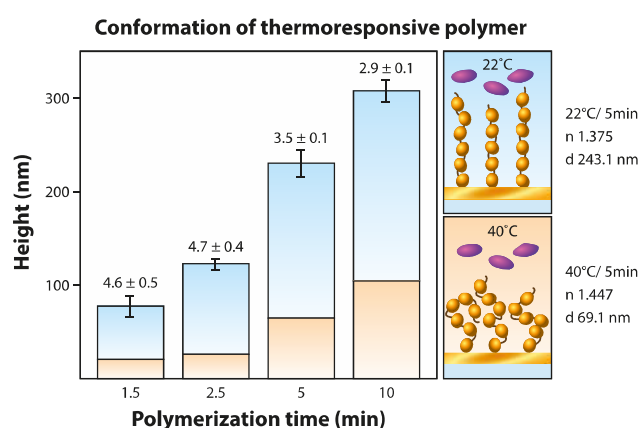 Conformation of thermoresponsive polymer
Height (nm)
300
200
100
4.6 ± 0.5
4.7 ± 0.4
3.5 ± 0.1
2.9 ± 0.1
1.5
2.5
5
10
Polymerization time (min)
22˚C
22°C/ 5min
n 1.375
d 243.1 nm
40˚C
40°C/ 5min
n 1.447
d 69.1 nm